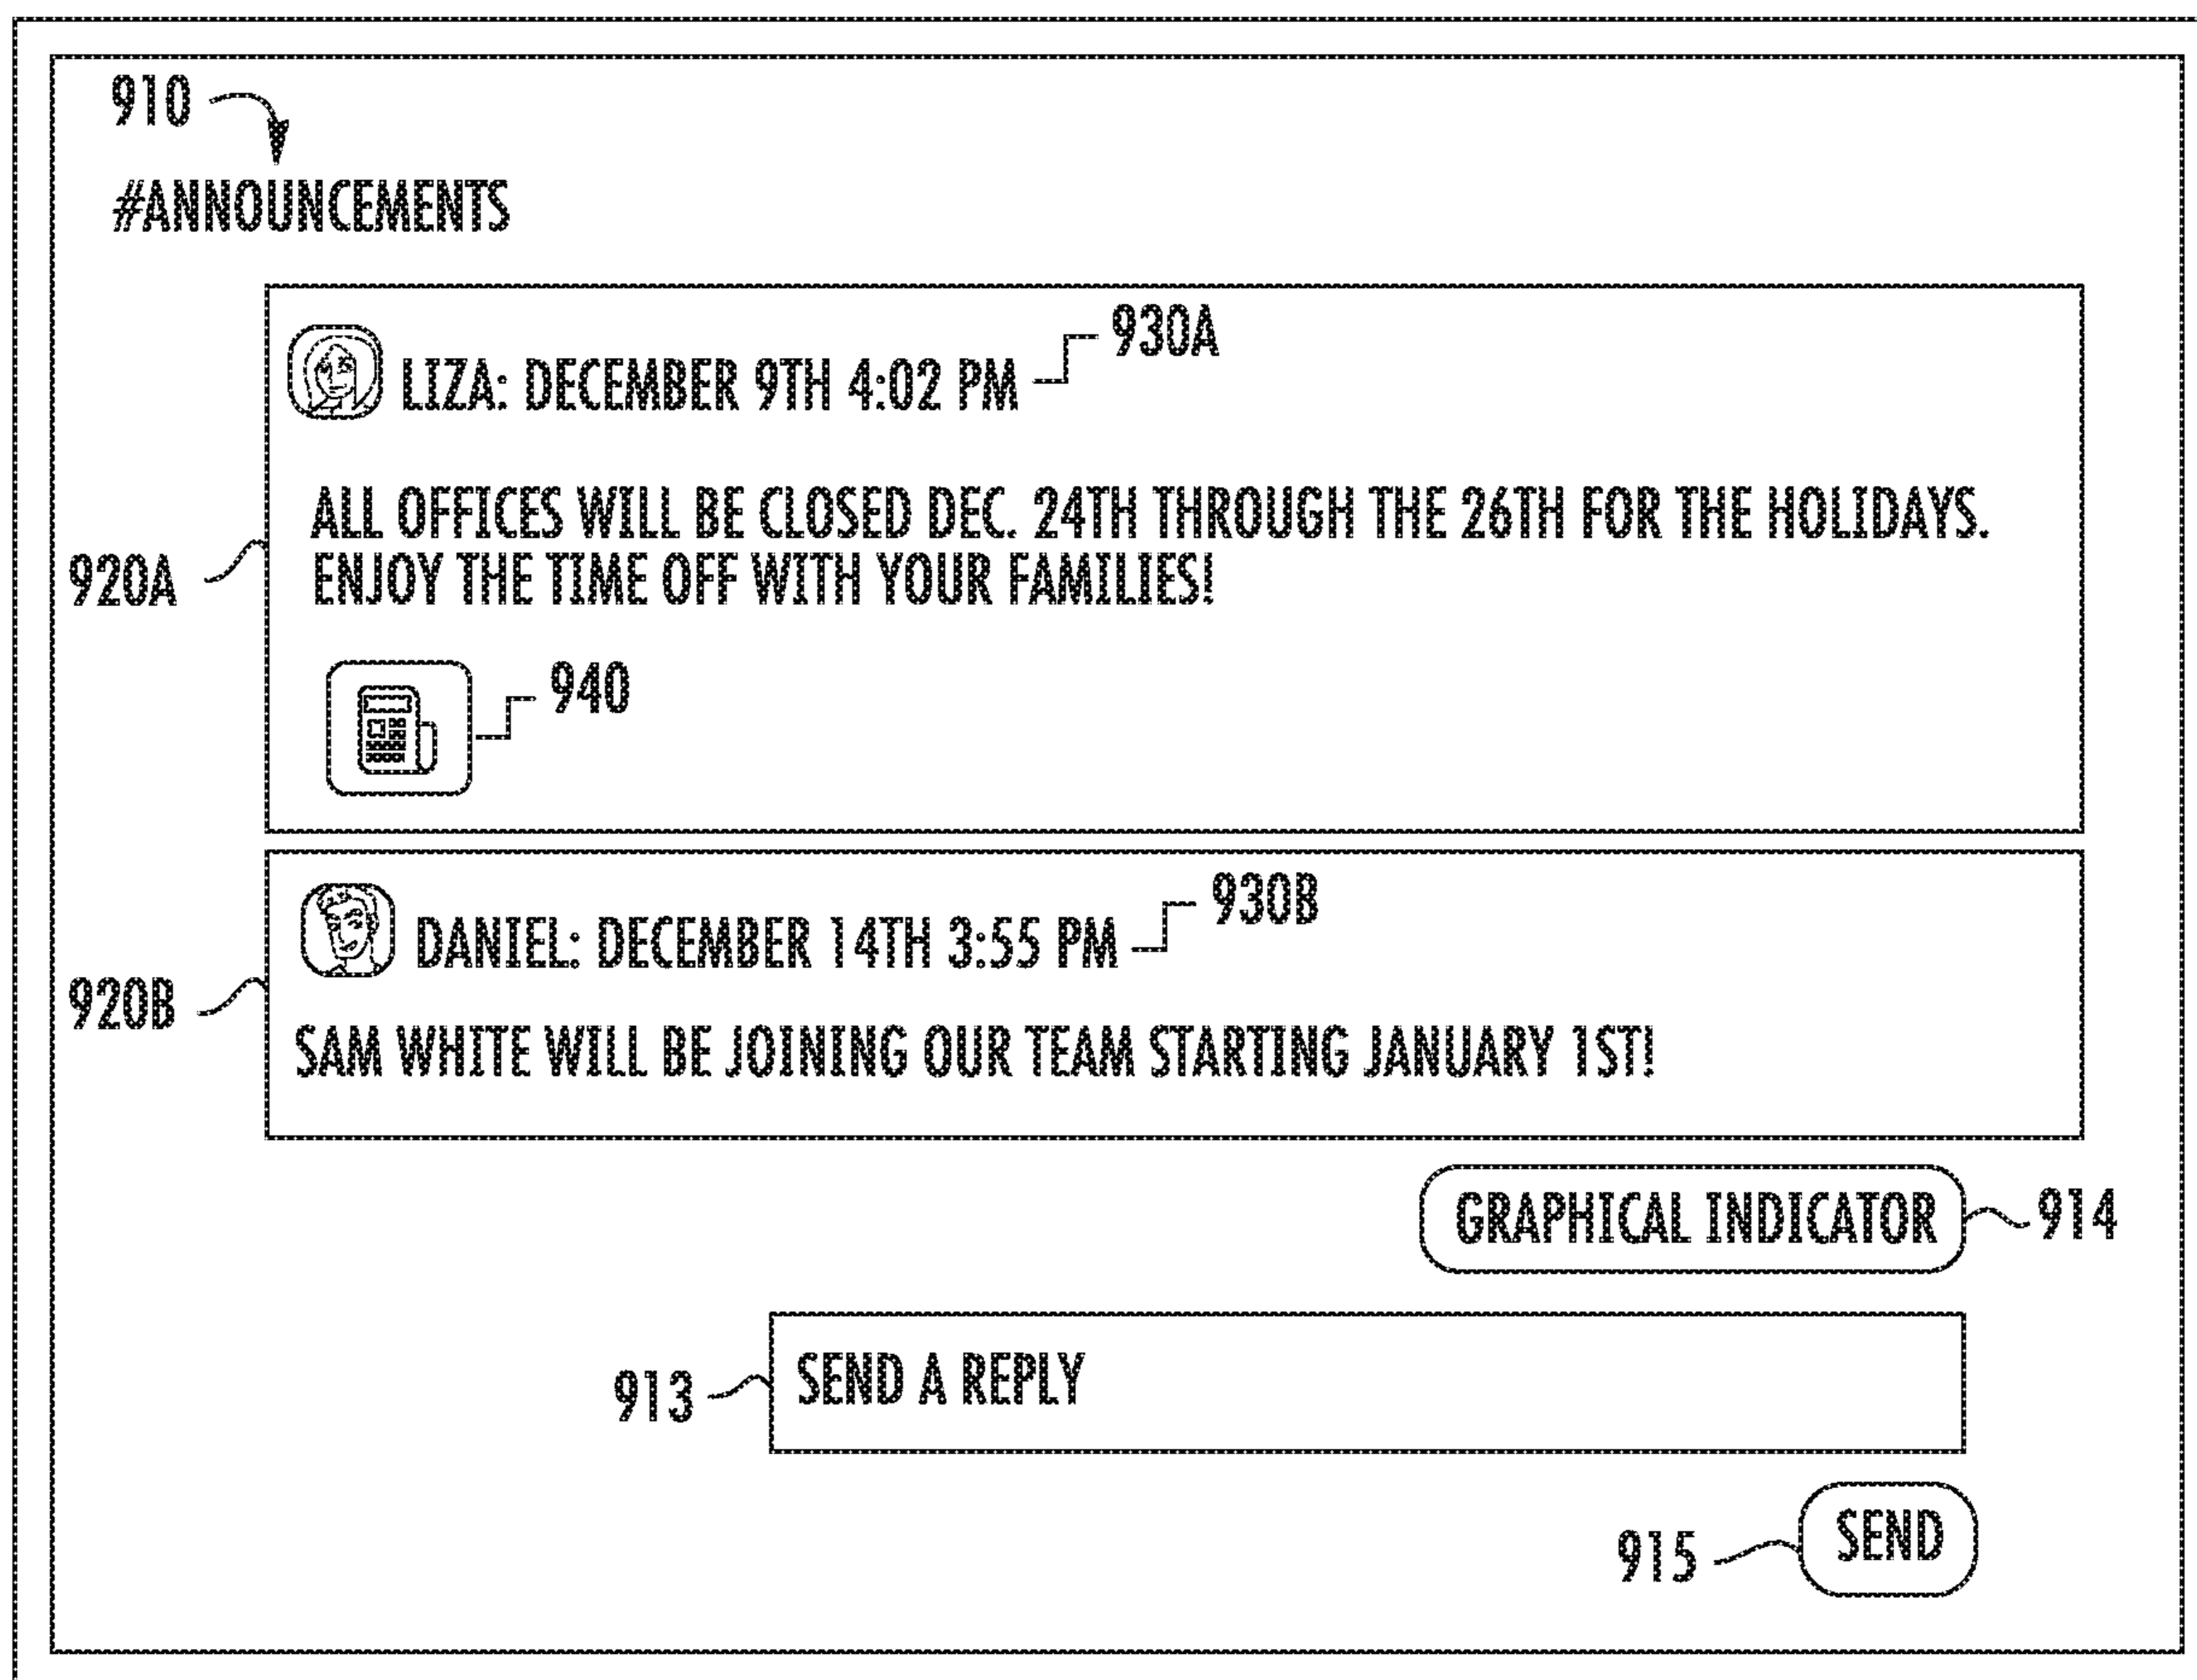 910
#ANNOUNCEMENTS
LIZA: DECEMBER 9TH 4:02 PM 930A
ALL OFFICES WILL BE CLOSED DEC. 24TH THROUGH THE 26TH FOR THE HOLIDAYS.
ENJOY THE TIME OFF WITH YOUR FAMILIES!
920A
940
DANIEL: DECEMBER 14TH 3:55 PM 930B
920B
SAM WHITE WILL BE JOINING OUR TEAM STARTING JANUARY 1ST!
GRAPHICAL INDICATOR 914
913 SEND A REPLY
915 SEND